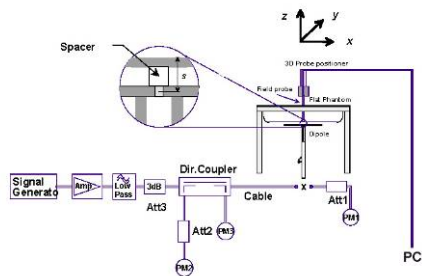 z
y
x
Spacer
s
3D Probe positioner
Field probe
Flat Phantom
Dipole
Signal
Generato
Amp
Low
Pass
3dB
Att3
Dir.Coupler
Cable
x
Att1
PM1
Att2
PM3
PM2
PC